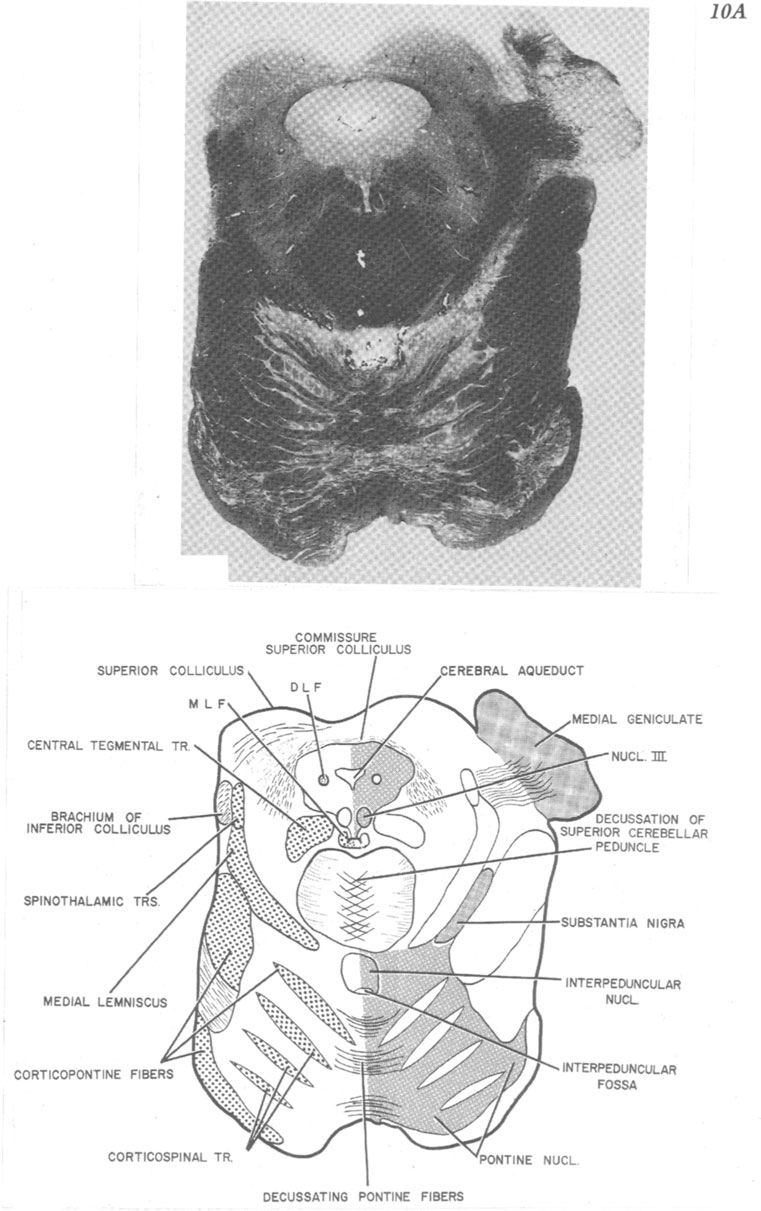 10A
COMMISSURE
SUPERIOR COLLICULUS
SUPERIOR COLLICULUS
CEREBRAL AQUEDUCT
DLF
MLF
MEDIAL GENICULATE
CENTRAL TEGMENTAL TR.
NUCL. III
BRACHIUM OF
INFERIOR COLLICULUS
DECUSSATION OF
SUPERIOR CEREBELLAR
PEDUNCLE
SPINOTHALAMIC TRS.
SUBSTANTIA NIGRA
MEDIAL LEMNISCUS
INTERPEDUNCULAR
NUCL.
CORTICOPONTINE FIBERS
INTERPEDUNCULAR
FOSSA
CORTICOSPINAL TR.
PONTINE NUCL.
DECUSSATING PONTINE FIBERS